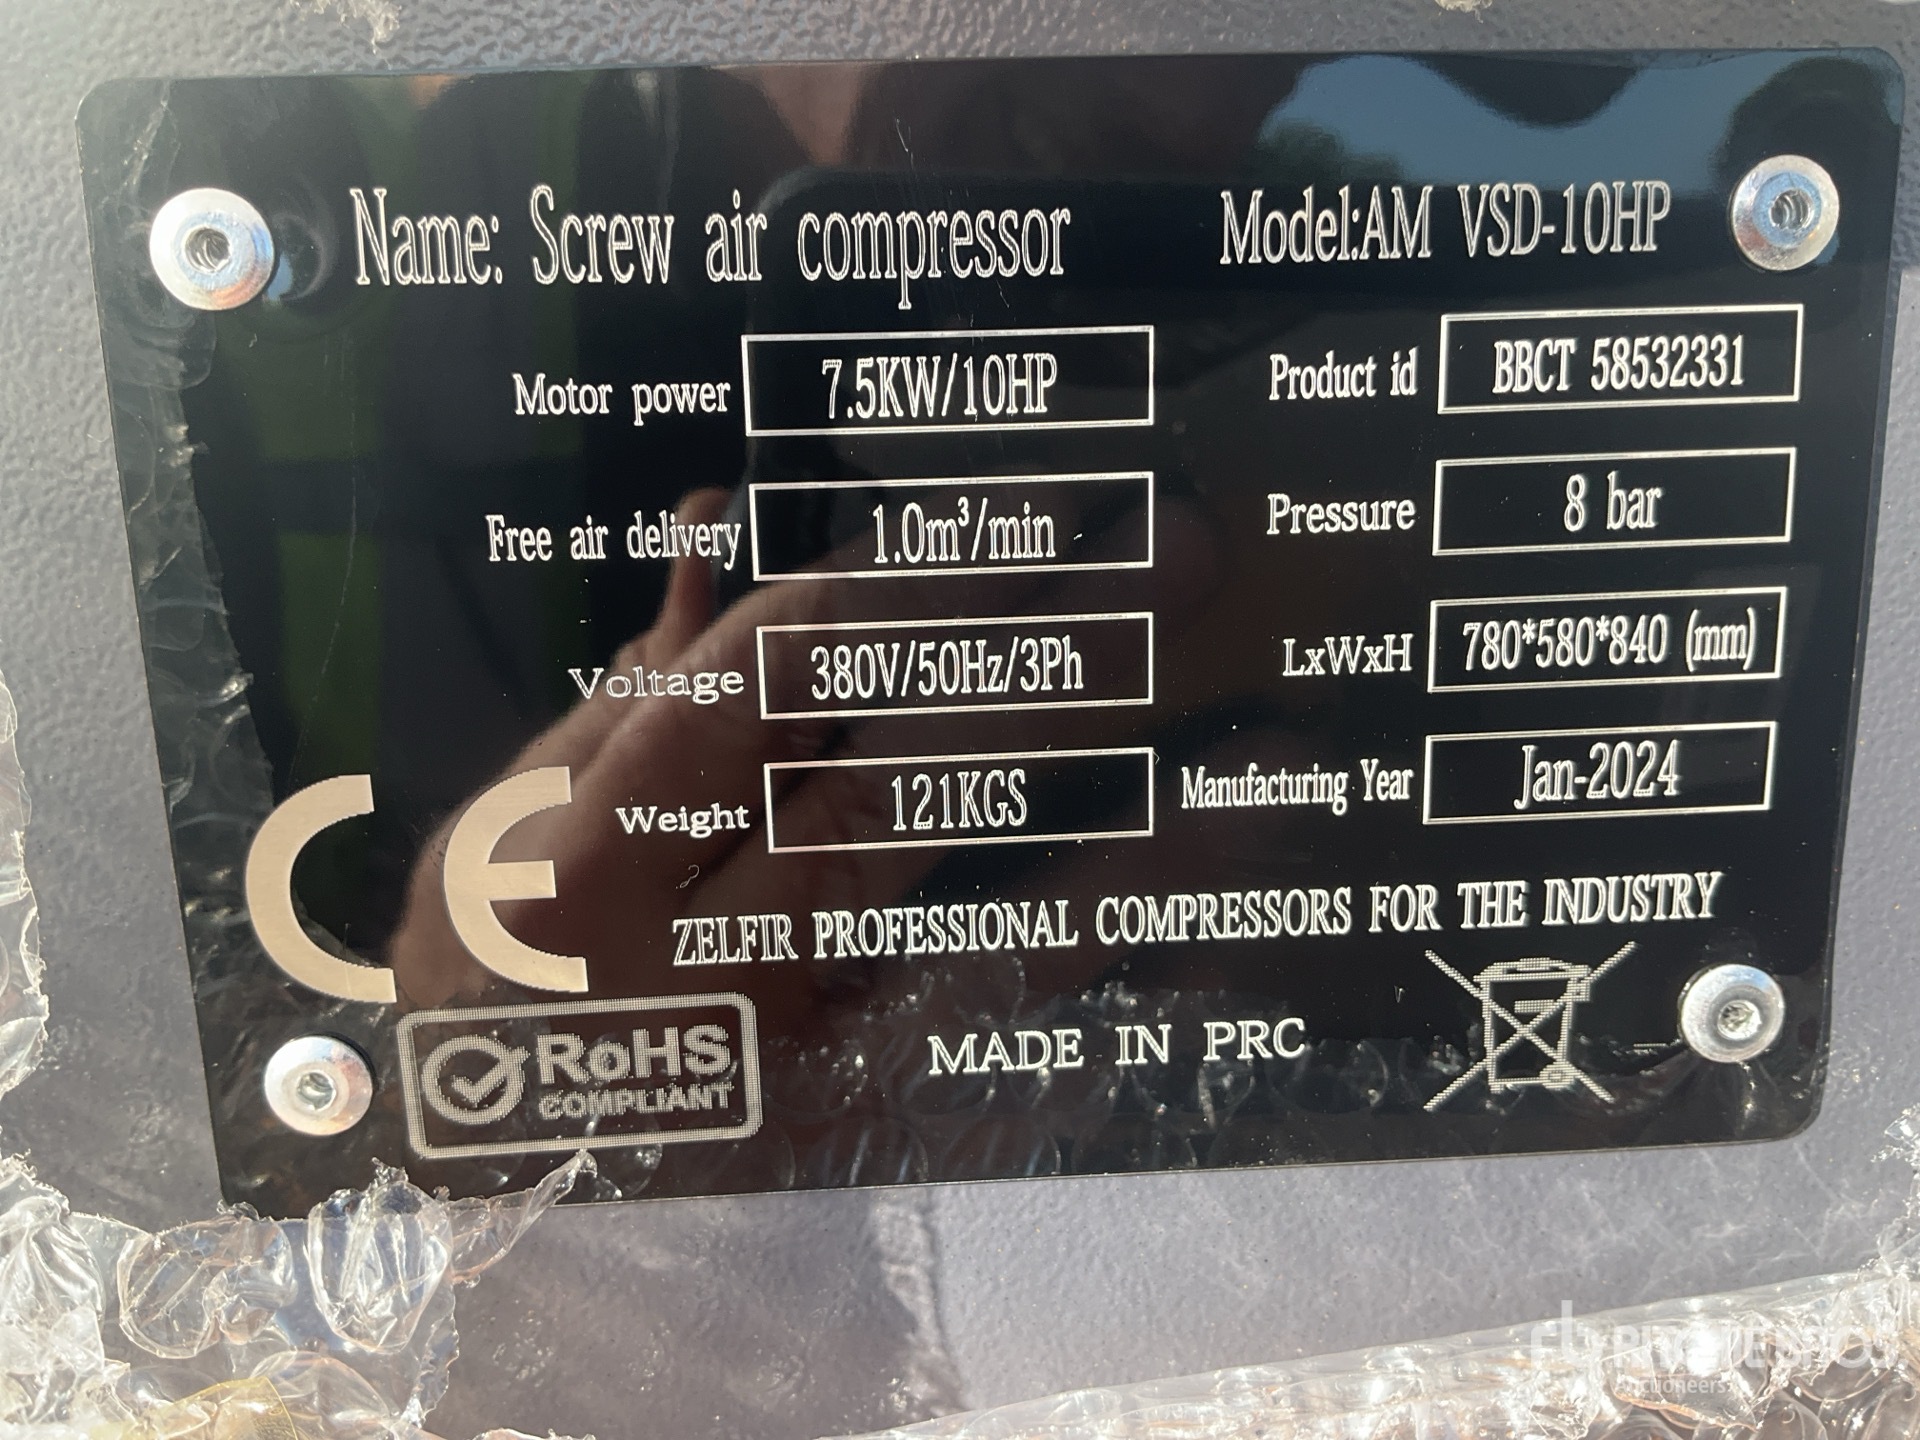 Name: Screw air compressor Model:AM VSD-10HP
Motor power 7.5KW/10HP Product id BBCT 58532331
Free air delivery 1.0m³/min Pressure 8 bar
Voltage 380V/50Hz/3Ph LxWxH 780*580*840 (mm)
Weight 121KGS Manufacturing Year Jan-2024
CE
ZELFIR PROFESSIONAL COMPRESSORS FOR THE INDUSTRY
RoHS
COMPLIANT
MADE IN PRC
rb
Auctioneers